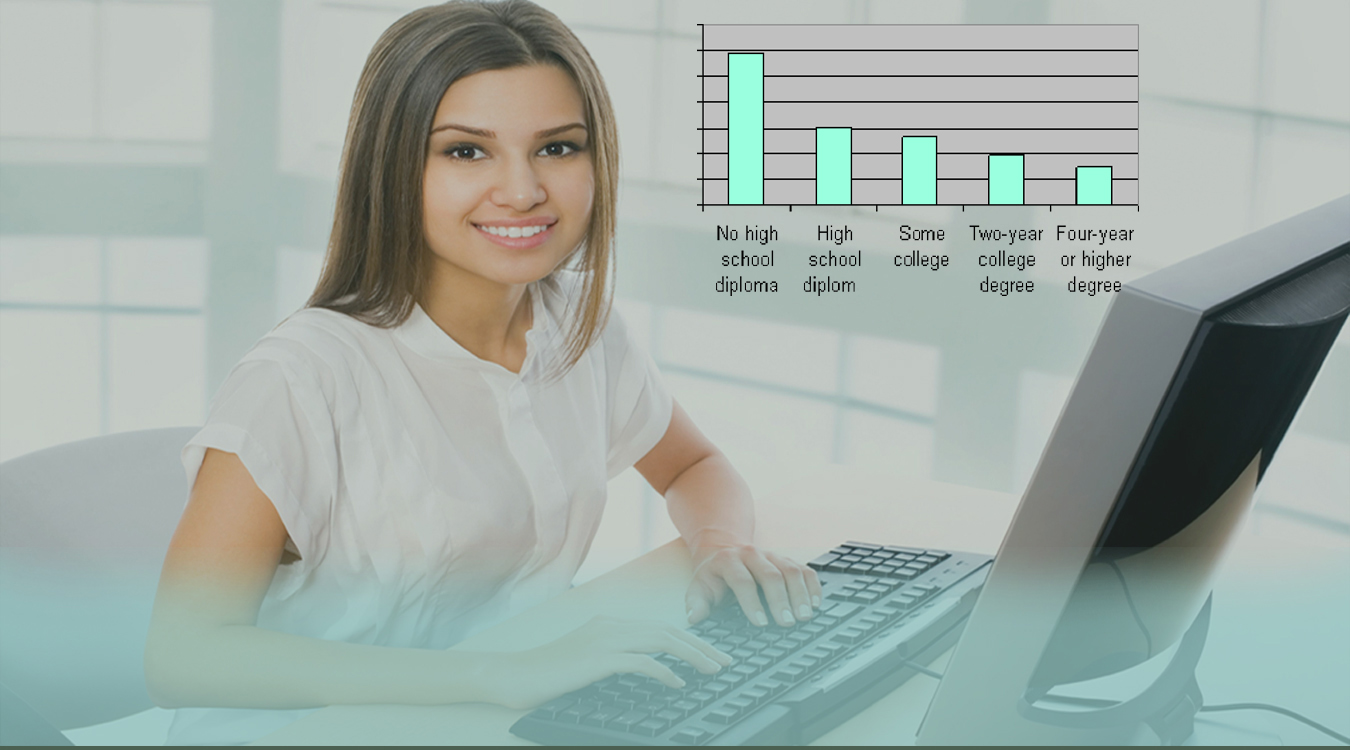 No high school diploma
High school diplom
Some college
Two-year college degree
Four-year or higher degree